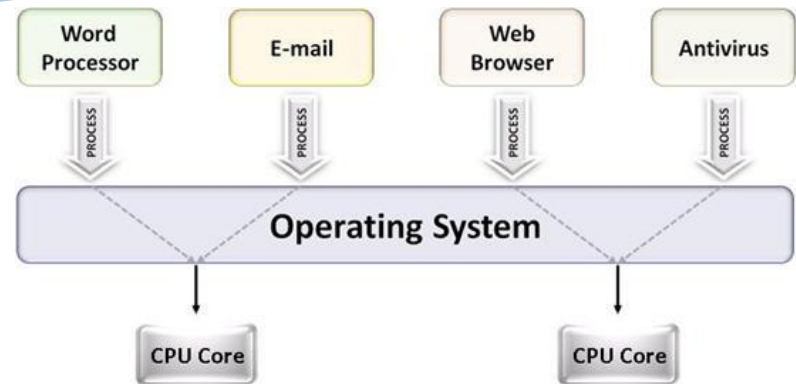 Word
Processor
E-mail
Web
Browser
Antivirus
PROCESS
PROCESS
PROCESS
PROCESS
Operating System
CPU Core
CPU Core